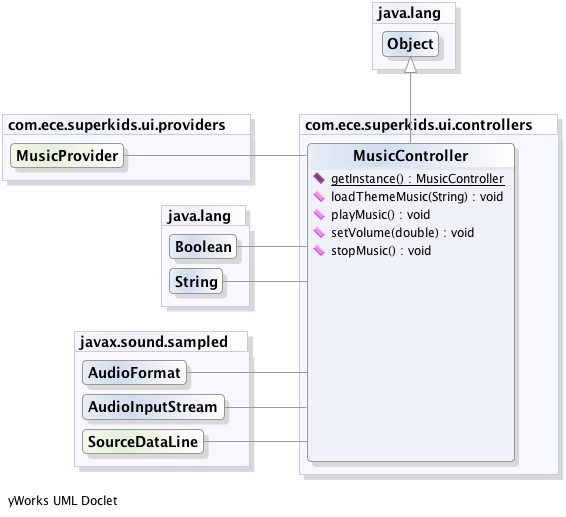 java.lang
Object
com.ece.superkids.ui.providers
MusicProvider
com.ece.superkids.ui.controllers
MusicController
getInstance() : MusicController
loadThemeMusic(String) : void
playMusic() : void
setVolume(double) : void
stopMusic() : void
java.lang
Boolean
String
javax.sound.sampled
AudioFormat
AudioInputStream
SourceDataLine
yWorks UML Doclet